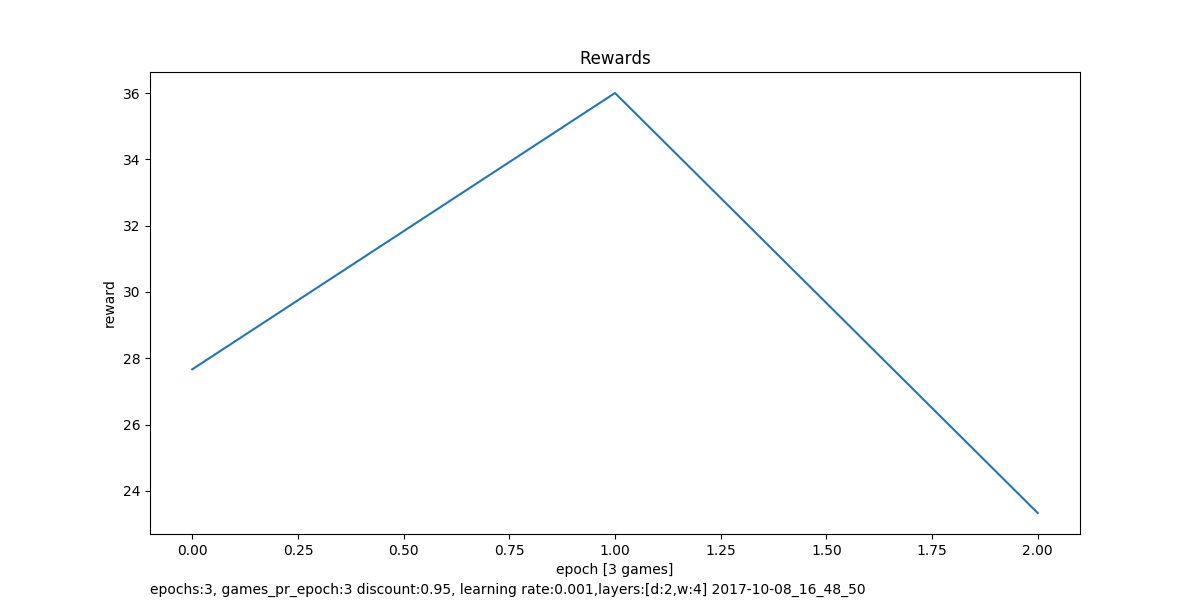 Rewards
36
34
32
30
28
26
24
reward
0.00 0.25 0.50 0.75 1.00 1.25 1.50 1.75 2.00
epoch [3 games]
epochs:3, games_pr_epoch:3 discount:0.95, learning rate:0.001,layers:[d:2,w:4] 2017-10-08_16_48_50